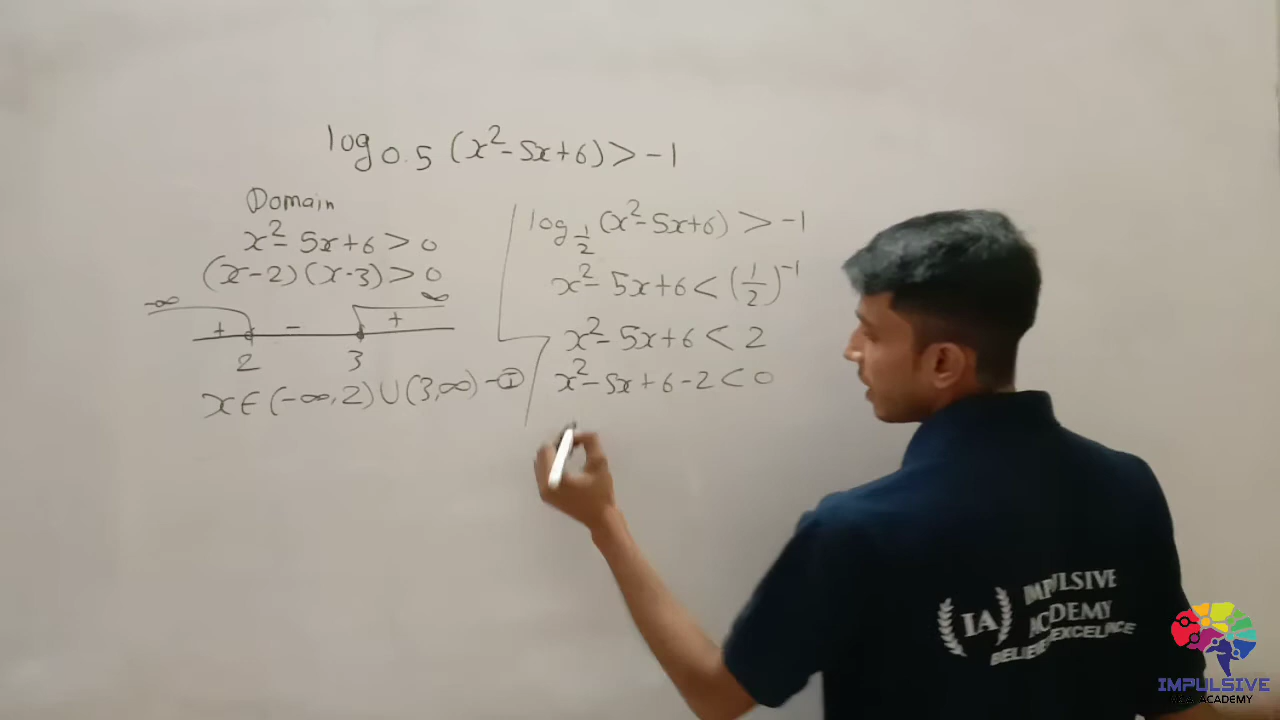 log 0.5 (x²-5x+6) > -1
Domain
x²-5x+6 > 0
(x-2)(x-3) > 0
-∞ ∞
+ - +
2 3
x∈(-∞,2)∪(3,∞) -①
log 1/2 (x²-5x+6) > -1
x²-5x+6 < (1/2)⁻¹
x²-5x+6 < 2
x²-5x+6-2 < 0
IA
IMPULSIVE
ACADEMY
IMPULSIVE
ACADEMY